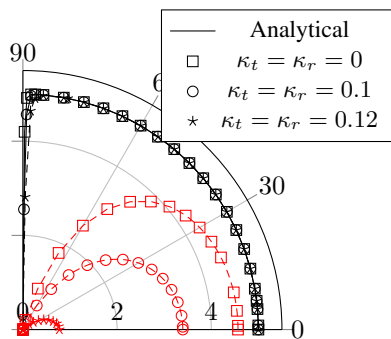 90
Analytical
κt = κr = 0
κt = κr = 0.1
κt = κr = 0.12
30
0 2 4 0